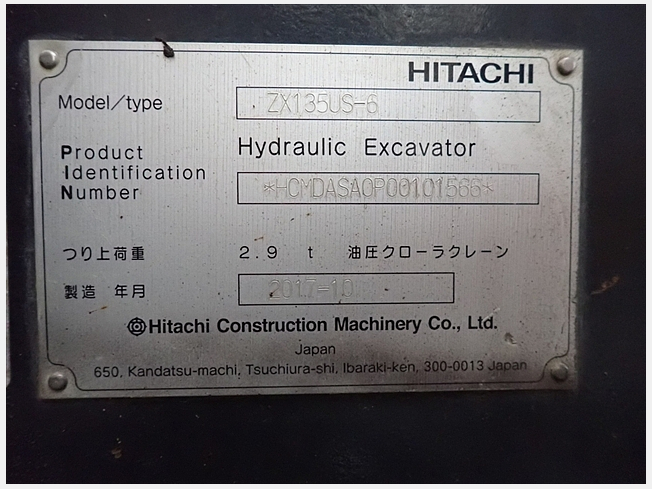 HITACHI
Model/type ZX135US-6
Product Hydraulic Excavator
Identification
Number *HCMDASA0P00101566*
つり上荷重 2.9 t 油圧クローラクレーン
製造 年月 2017-10
Hitachi Construction Machinery Co., Ltd.
Japan
650, Kandatsu-machi, Tsuchiura-shi, Ibaraki-ken, 300-0013 Japan